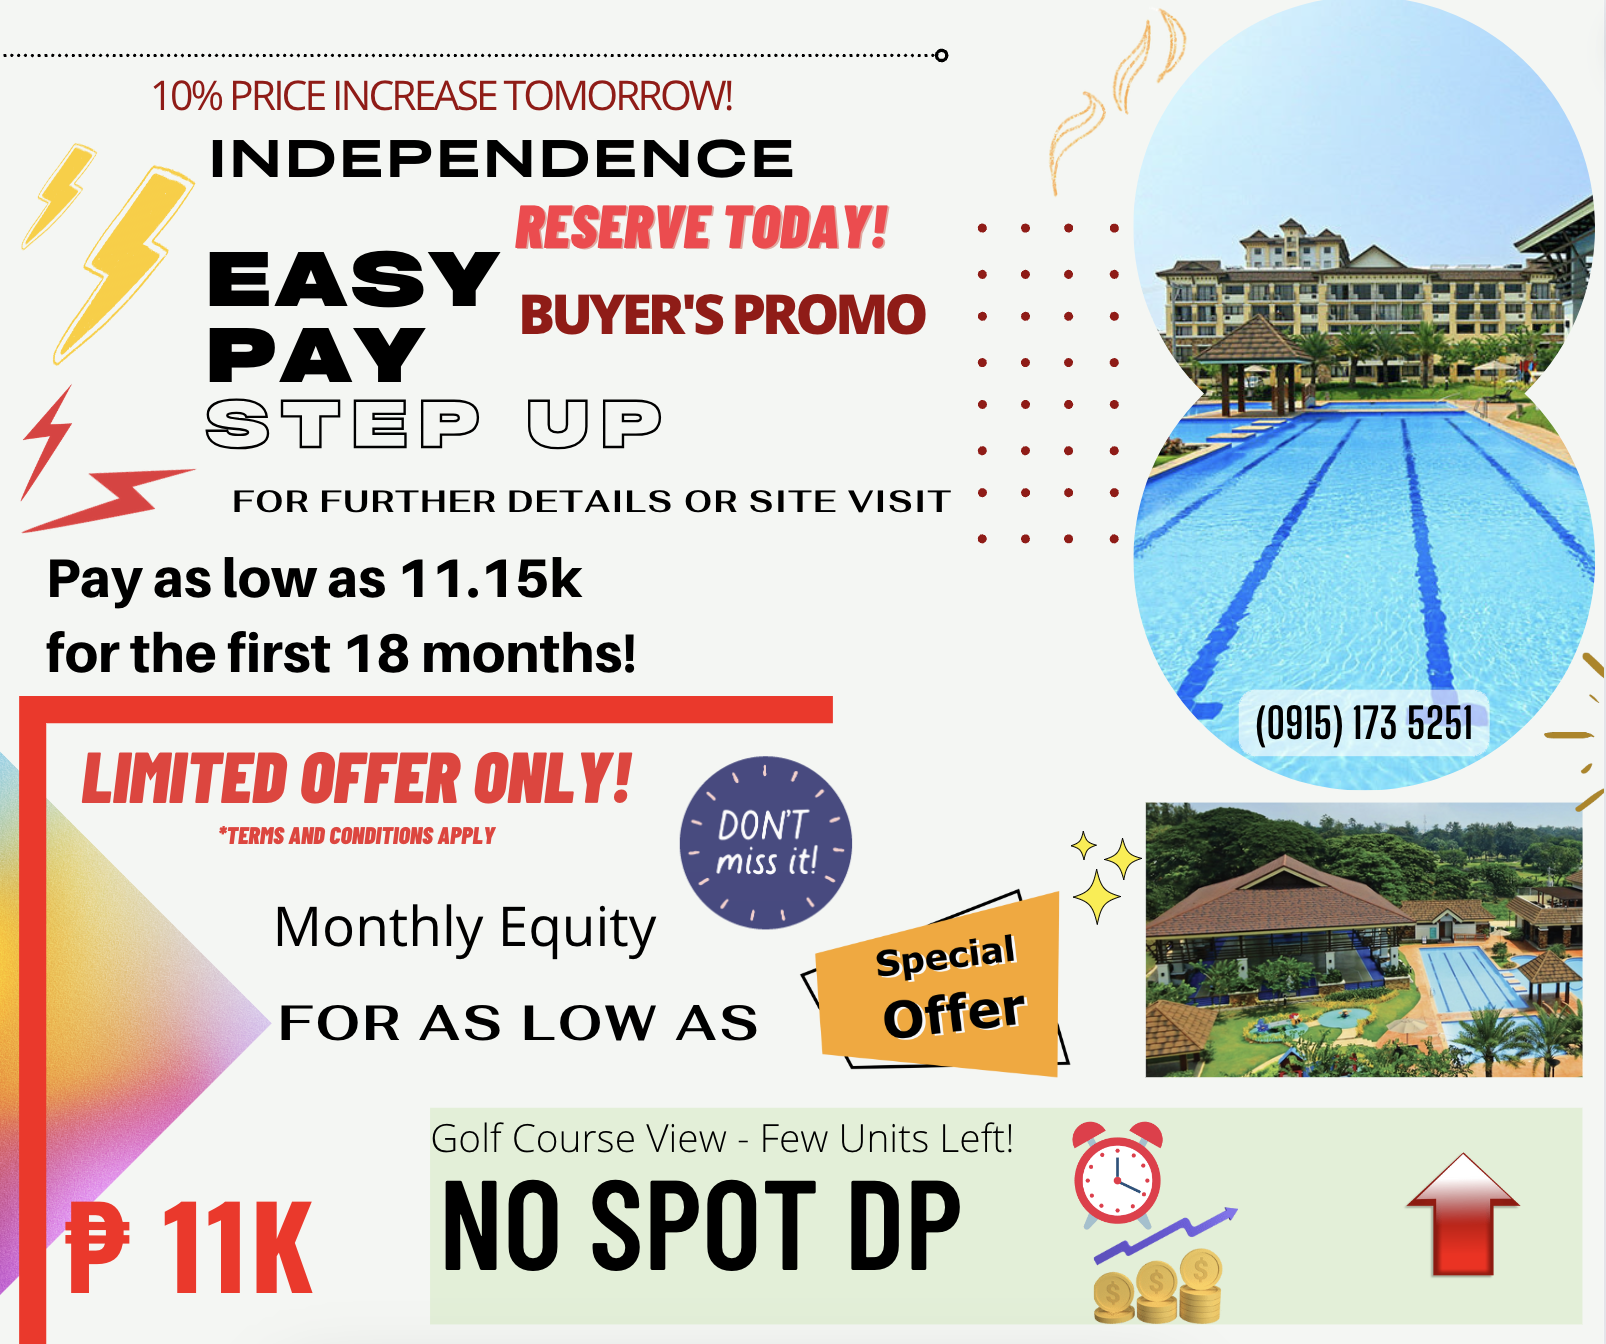 10% PRICE INCREASE TOMORROW!
INDEPENDENCE
RESERVE TODAY!
EASY
PAY
BUYER'S PROMO
STEP UP
FOR FURTHER DETAILS OR SITE VISIT
Pay as low as 11.15k
for the first 18 months!
(0915) 173 5251
LIMITED OFFER ONLY!
*TERMS AND CONDITIONS APPLY
DON'T
miss it!
Monthly Equity
FOR AS LOW AS
Special
Offer
Golf Course View - Few Units Left!
NO SPOT DP
₱ 11K